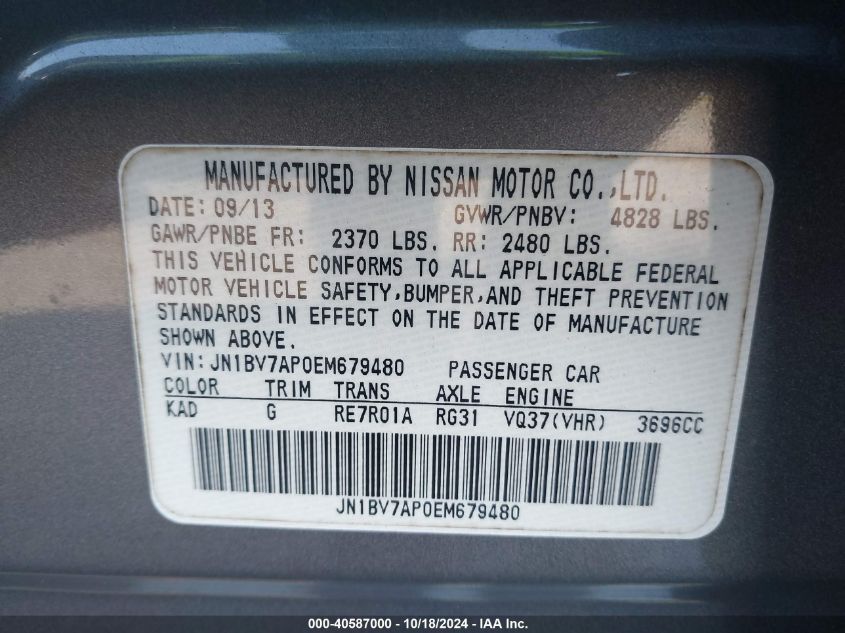 MANUFACTURED BY NISSAN MOTOR CO.,LTD.
DATE: 09/13 GVWR/PNBV: 4828 LBS.
GAWR/PNBE FR: 2370 LBS. RR: 2480 LBS.
THIS VEHICLE CONFORMS TO ALL APPLICABLE FEDERAL
MOTOR VEHICLE SAFETY,BUMPER,AND THEFT PREVENTION
STANDARDS IN EFFECT ON THE DATE OF MANUFACTURE
SHOWN ABOVE.
VIN: JN1BV7AP0EM679480 PASSENGER CAR
COLOR TRIM TRANS AXLE ENGINE
KAD G RE7R01A RG31 VQ37(VHR) 3696CC
JN1BV7AP0EM679480
000-40587000 - 10/18/2024 - IAA Inc.